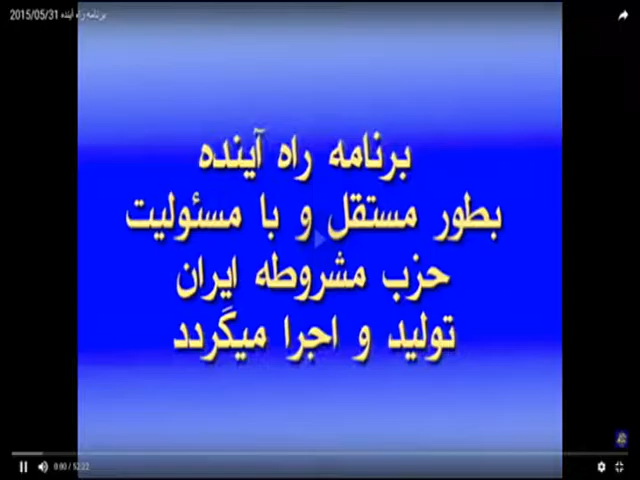 برنامه راه آینده 2015/05/31
برنامه راه آینده
بطور مستقل و با مسئولیت
حزب مشروطه ایران
تولید و اجرا میگردد
0:00 / 52:22